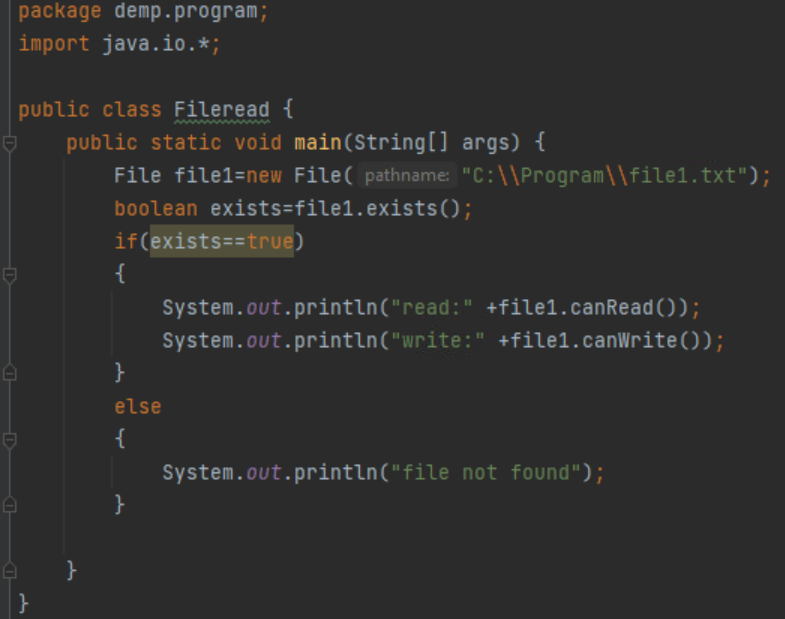 package demp.program;
import java.io.*;
public class Fileread {
public static void main(String[] args) {
File file1=new File( pathname: "C:\\Program\\file1.txt");
boolean exists=file1.exists();
if(exists==true)
{
System.out.println("read:" +file1.canRead());
System.out.println("write:" +file1.canWrite());
}
else
{
System.out.println("file not found");
}
}
}